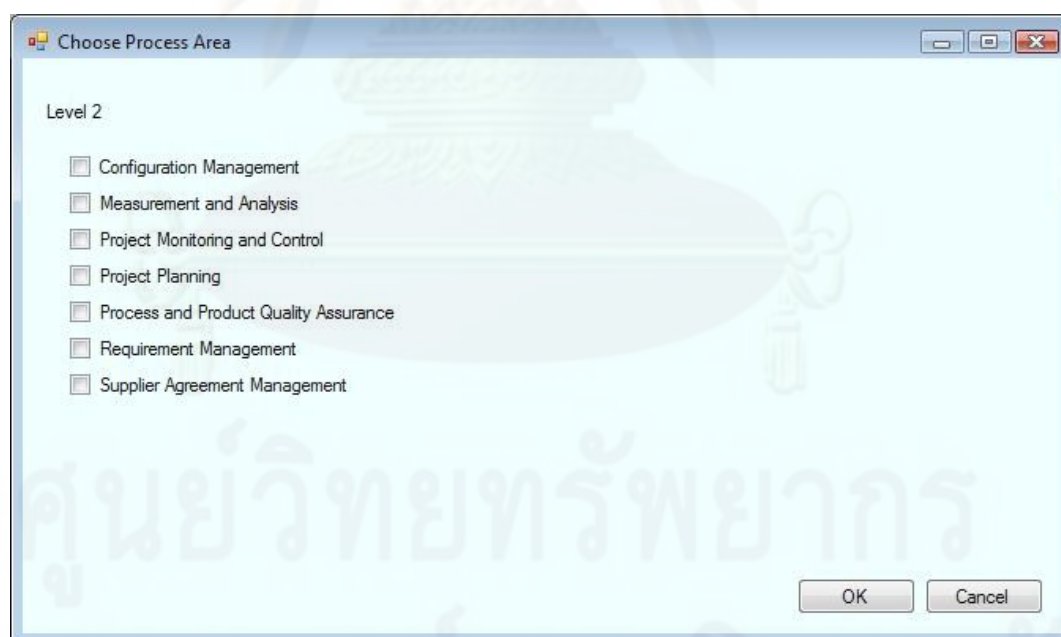 Choose Process Area
Level 2
Configuration Management
Measurement and Analysis
Project Monitoring and Control
Project Planning
Process and Product Quality Assurance
Requirement Management
Supplier Agreement Management
ศูนย์วิทยทรัพยากร
OK
Cancel